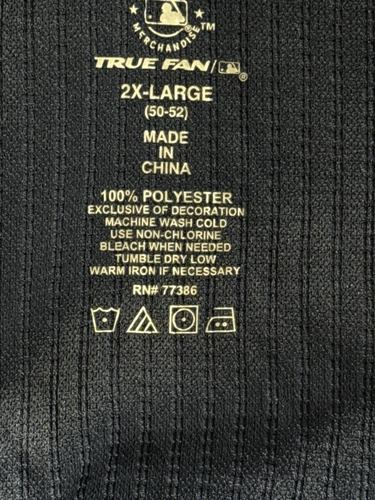 MERCHANDISE™
TRUE FAN/®
2X-LARGE
(50-52)
MADE
IN
CHINA
100% POLYESTER
EXCLUSIVE OF DECORATION
MACHINE WASH COLD
USE NON-CHLORINE
BLEACH WHEN NEEDED
TUMBLE DRY LOW
WARM IRON IF NECESSARY
RN# 77386